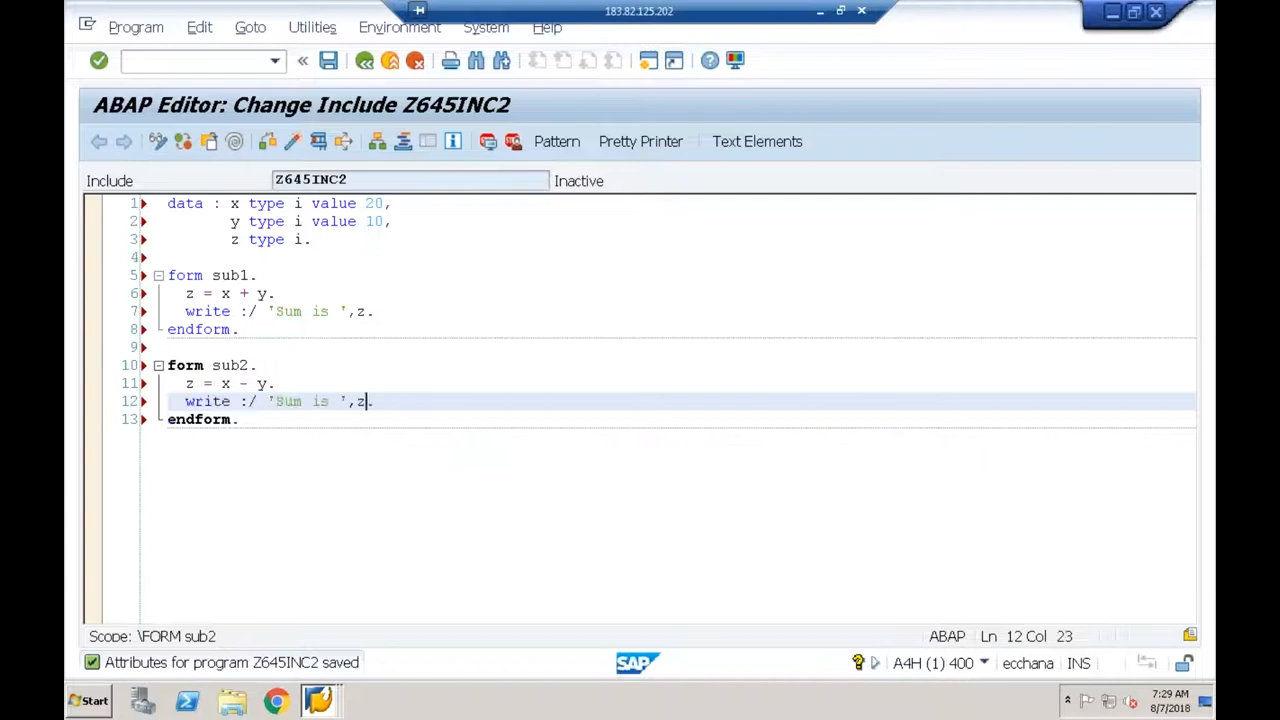 183.82.125.202
Program Edit Goto Utilities Environment System Help
ABAP Editor: Change Include Z645INC2
Pattern Pretty Printer Text Elements
Include Z645INC2 Inactive
1 data : x type i value 20,
2 y type i value 10,
3 z type i.
4
5 form sub1.
6 z = x + y.
7 write :/ 'Sum is ',z.
8 endform.
9
10 form sub2.
11 z = x - y.
12 write :/ 'Sum is ',z.
13 endform.
Scope: \FORM sub2 ABAP Ln 12 Col 23
Attributes for program Z645INC2 saved SAP A4H (1) 400 ecchana INS
Start 7:29 AM
8/7/2018